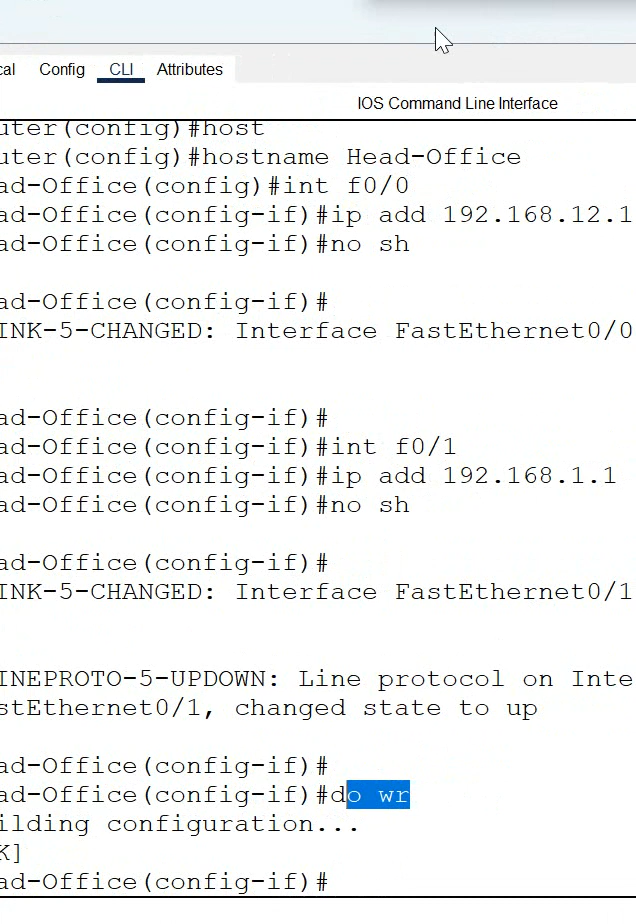 cal Config CLI Attributes
IOS Command Line Interface
uter(config)#host
uter(config)#hostname Head-Office
ad-Office(config)#int f0/0
ad-Office(config-if)#ip add 192.168.12.1
ad-Office(config-if)#no sh
ad-Office(config-if)#
INK-5-CHANGED: Interface FastEthernet0/0
ad-Office(config-if)#
ad-Office(config-if)#int f0/1
ad-Office(config-if)#ip add 192.168.1.1
ad-Office(config-if)#no sh
ad-Office(config-if)#
INK-5-CHANGED: Interface FastEthernet0/1
INEPROTO-5-UPDOWN: Line protocol on Inte
stEthernet0/1, changed state to up
ad-Office(config-if)#
ad-Office(config-if)#do wr
ilding configuration...
K]
ad-Office(config-if)#